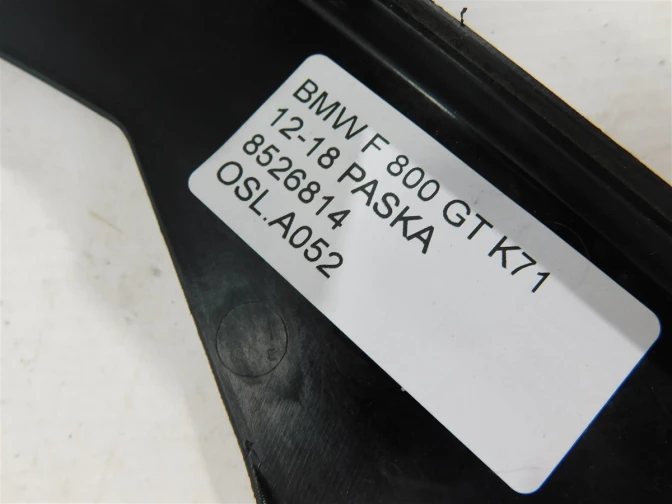 BMW F 800 GT K71
12-18 PASKA
8526814
OSL.A052